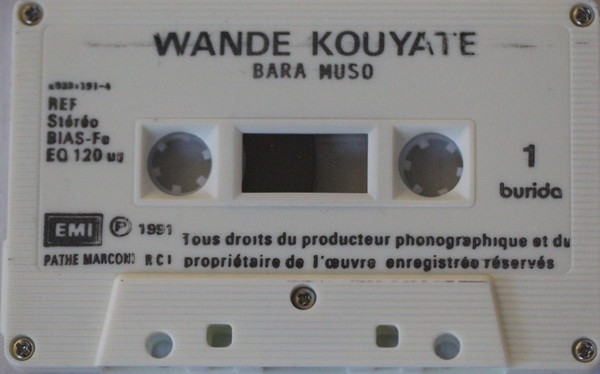 WANDE KOUYATE
BARA MUSO
REF
Stéréo
BIAS-Fe
EQ 120 us
1
burida
EMI Ⓟ 1991
PATHE MARCONI R C I
Tous droits du producteur phonographique et du
propriétaire de l'œuvre enregistrée réservés